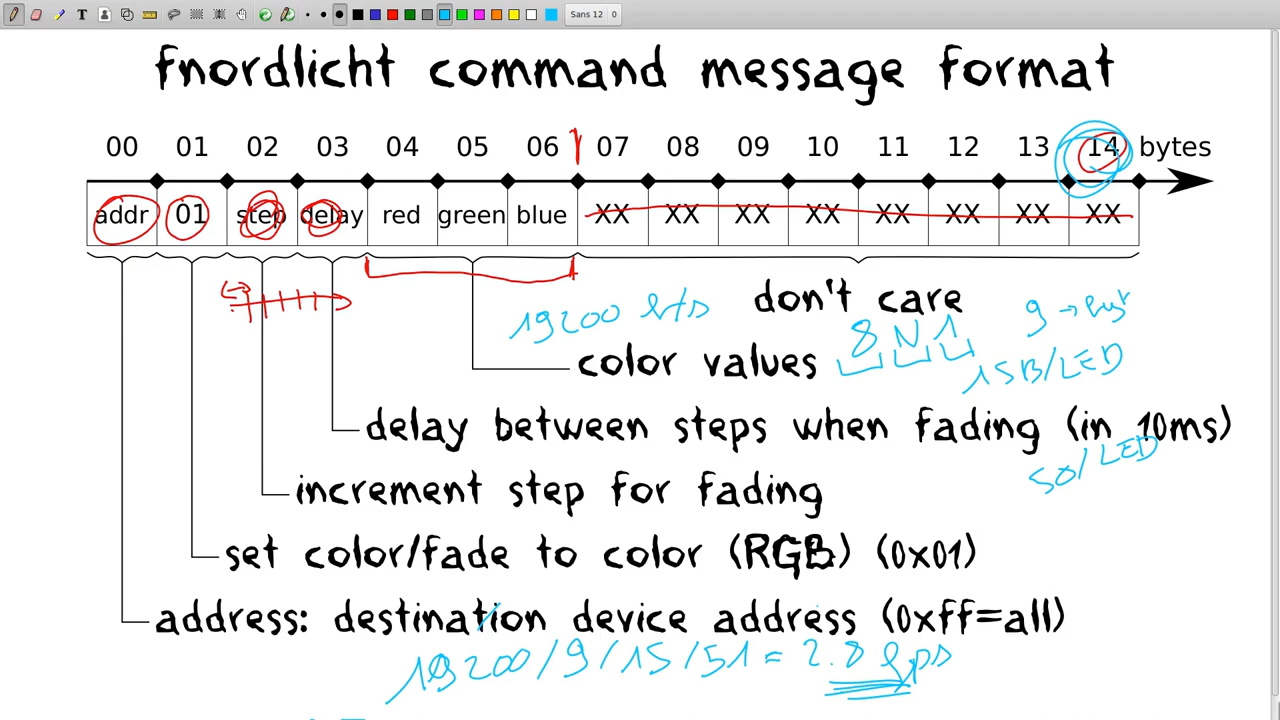 Sans 12 0
fnordlicht command message format
00 01 02 03 04 05 06 07 08 09 10 11 12 13 14 bytes
addr 01 step delay red green blue XX XX XX XX XX XX XX XX
don't care
19200
8 N 1
9 →
color values
15B/LED
delay between steps when fading (in 10ms)
50/LED
increment step for fading
set color/fade to color (RGB) (0x01)
address: destination device address (0xff=all)
19200/9/15/51 = 2.8 fps